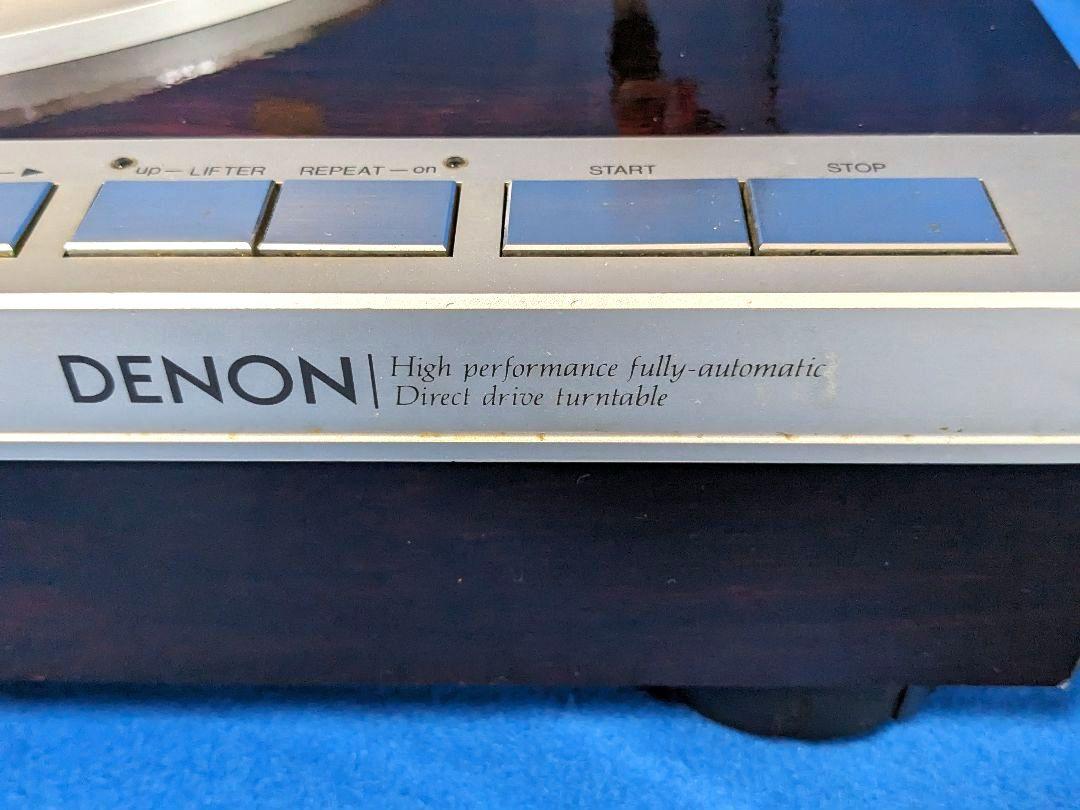 up — LIFTER REPEAT — on START STOP
DENON High performance fully-automatic
Direct drive turntable